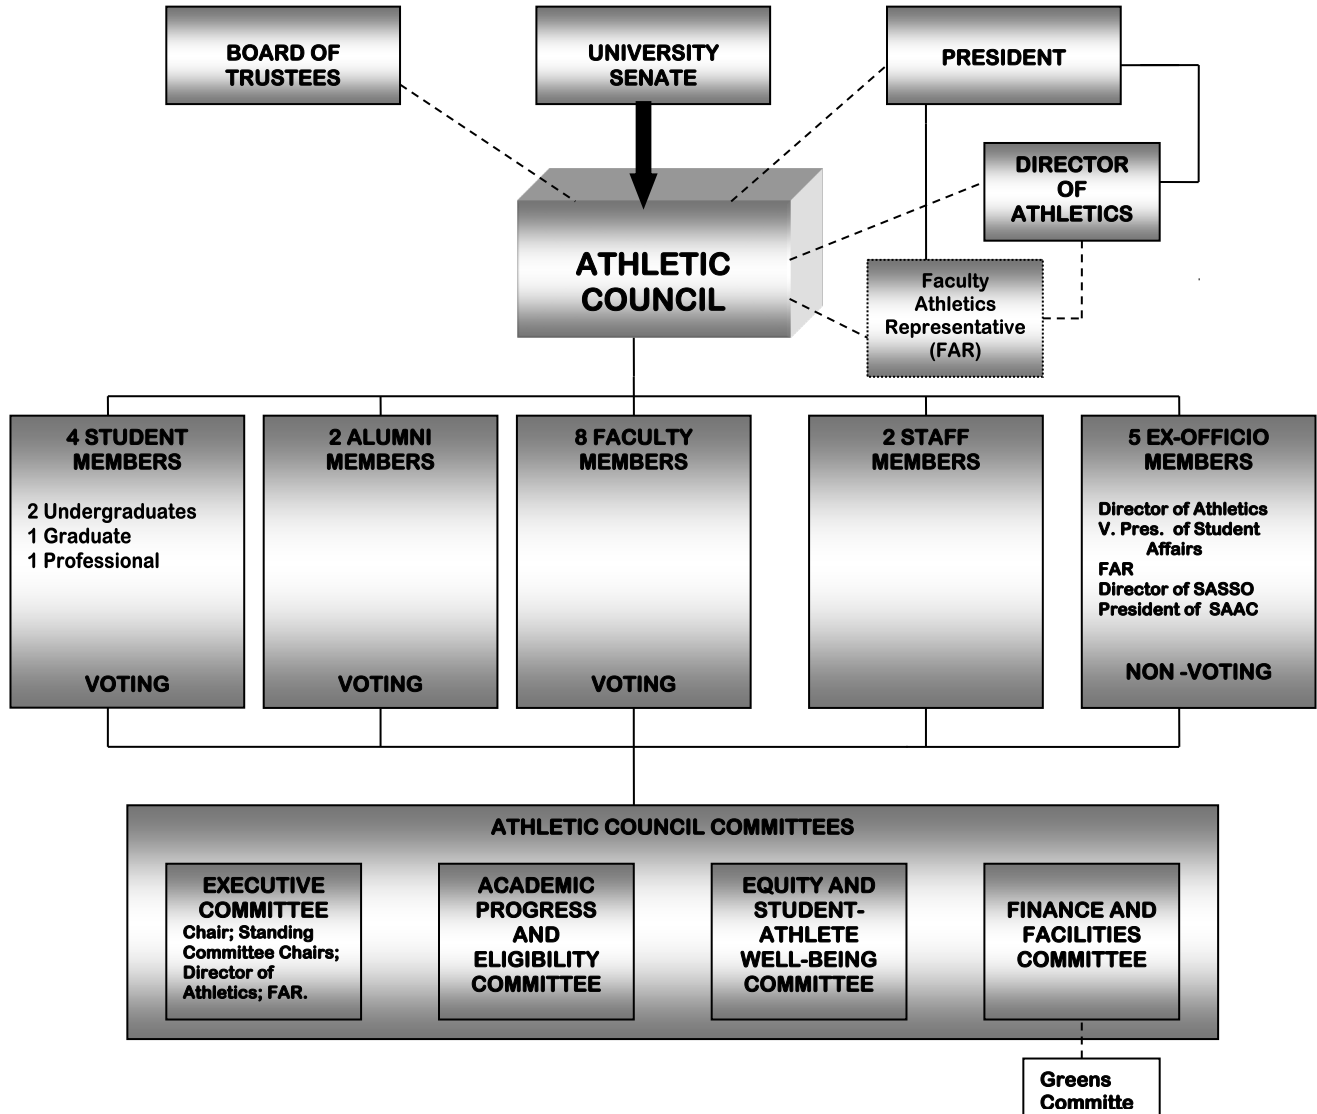 BOARD OF
TRUSTEES
UNIVERSITY
SENATE
PRESIDENT
DIRECTOR
OF
ATHLETICS
ATHLETIC
COUNCIL
Faculty
Athletics
Representative
(FAR)
4 STUDENT
MEMBERS
2 Undergraduates
1 Graduate
1 Professional
VOTING
2 ALUMNI
MEMBERS
VOTING
8 FACULTY
MEMBERS
VOTING
2 STAFF
MEMBERS
5 EX-OFFICIO
MEMBERS
Director of Athletics
V. Pres. of Student
Affairs
FAR
Director of SASSO
President of SAAC
NON -VOTING
ATHLETIC COUNCIL COMMITTEES
EXECUTIVE
COMMITTEE
Chair; Standing
Committee Chairs;
Director of
Athletics; FAR.
ACADEMIC
PROGRESS
AND
ELIGIBILITY
COMMITTEE
EQUITY AND
STUDENT-
ATHLETE
WELL-BEING
COMMITTEE
FINANCE AND
FACILITIES
COMMITTEE
Greens
Committe